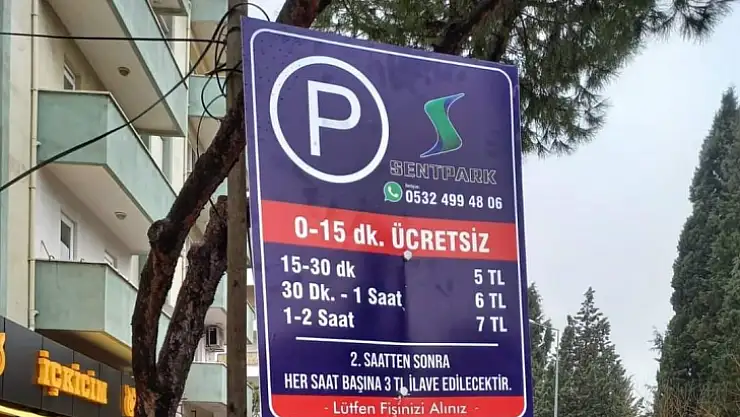 P
SENTPARK
İletişim
0532 499 48 06
0-15 dk. ÜCRETSİZ
15-30 dk 5 TL
30 Dk. - 1 Saat 6 TL
1-2 Saat 7 TL
2. SAATTEN SONRA
HER SAAT BAŞINA 3 TL İLAVE EDİLECEKTİR.
- Lütfen Fişinizi Alınız -
İÇKİCİM